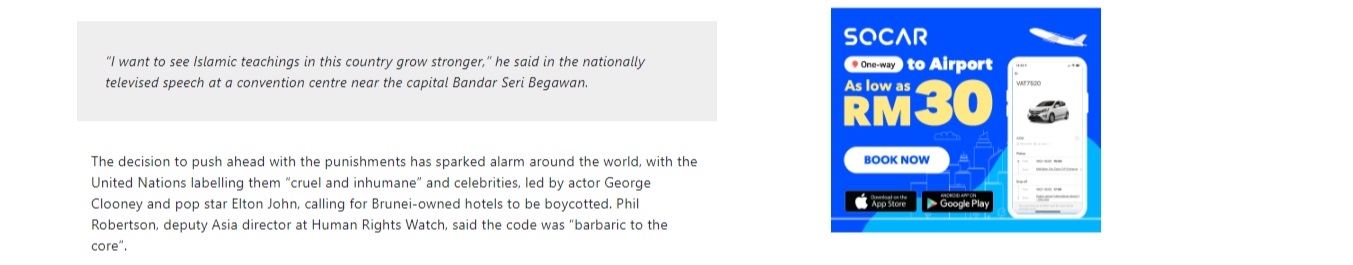 “I want to see Islamic teachings in this country grow stronger,” he said in the nationally
televised speech at a convention centre near the capital Bandar Seri Begawan.
The decision to push ahead with the punishments has sparked alarm around the world, with the
United Nations labelling them “cruel and inhumane” and celebrities, led by actor George
Clooney and pop star Elton John, calling for Brunei-owned hotels to be boycotted. Phil
Robertson, deputy Asia director at Human Rights Watch, said the code was “barbaric to the
core”.
SOCAR
One-way to Airport
As low as
RM30
BOOK NOW
Download on the
App Store
ANDROID APP ON
Google Play
VAT7520